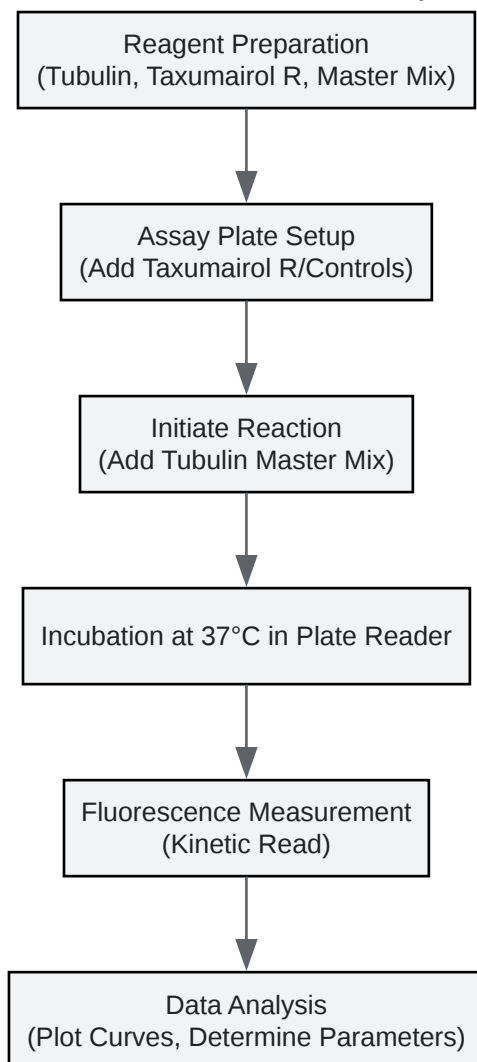 Reagent Preparation
(Tubulin, Taxumairol R, Master Mix)
Assay Plate Setup
(Add Taxumairol R/Controls)
Initiate Reaction
(Add Tubulin Master Mix)
Incubation at 37°C in Plate Reader
Fluorescence Measurement
(Kinetic Read)
Data Analysis
(Plot Curves, Determine Parameters)